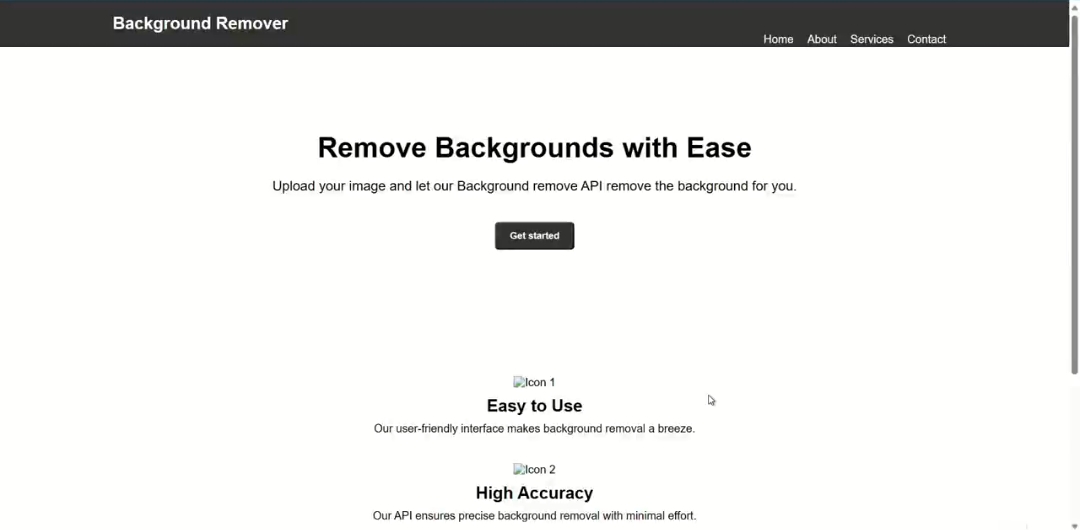 Background Remover
Home About Services Contact
Remove Backgrounds with Ease
Upload your image and let our Background remove API remove the background for you.
Get started
Icon 1
Easy to Use
Our user-friendly interface makes background removal a breeze.
Icon 2
High Accuracy
Our API ensures precise background removal with minimal effort.